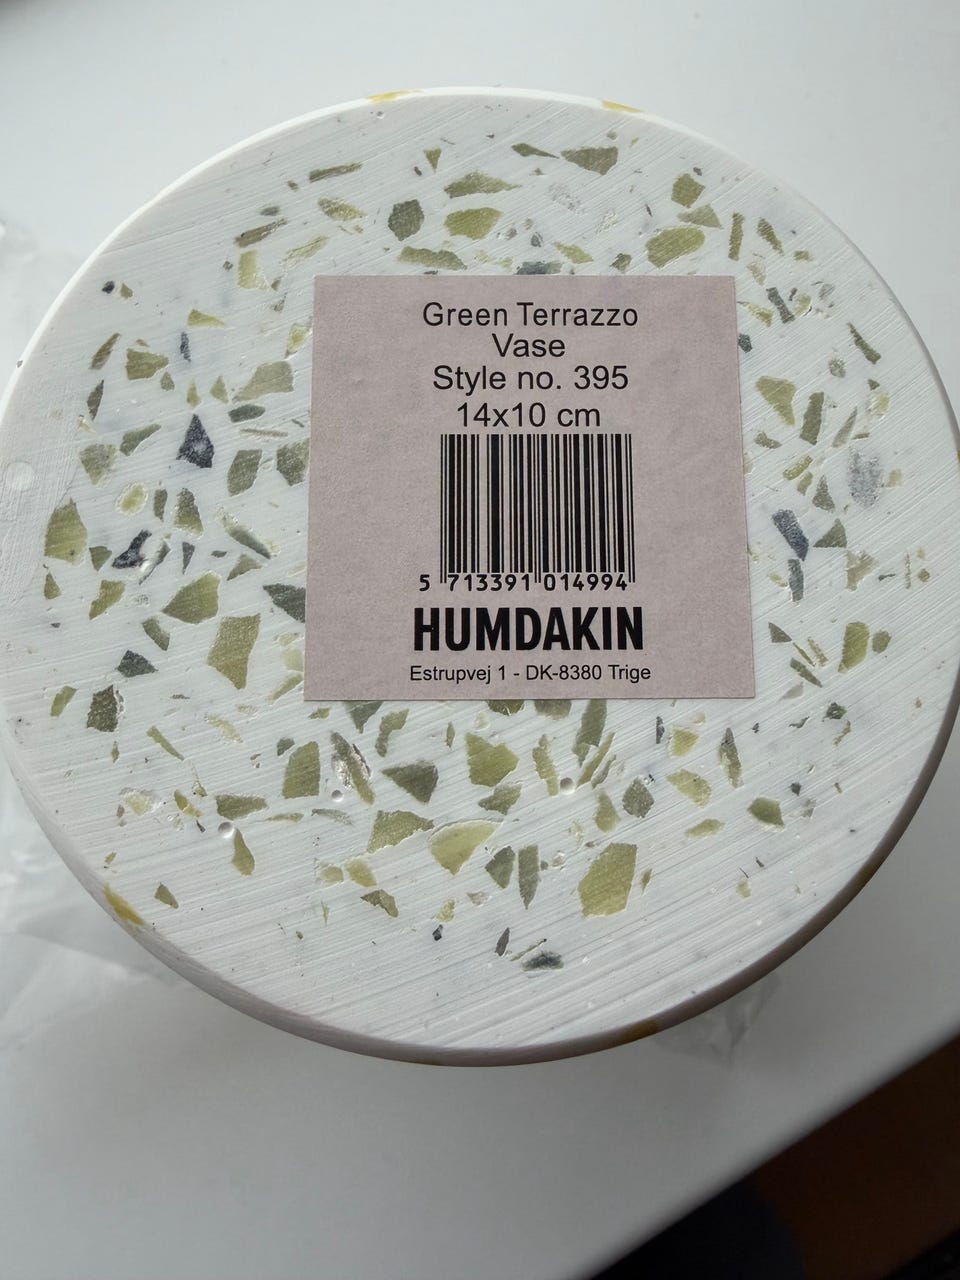 Green Terrazzo
Vase
Style no. 395
14x10 cm
5 713391 014994
HUMDAKIN
Estrupvej 1 - DK-8380 Trige